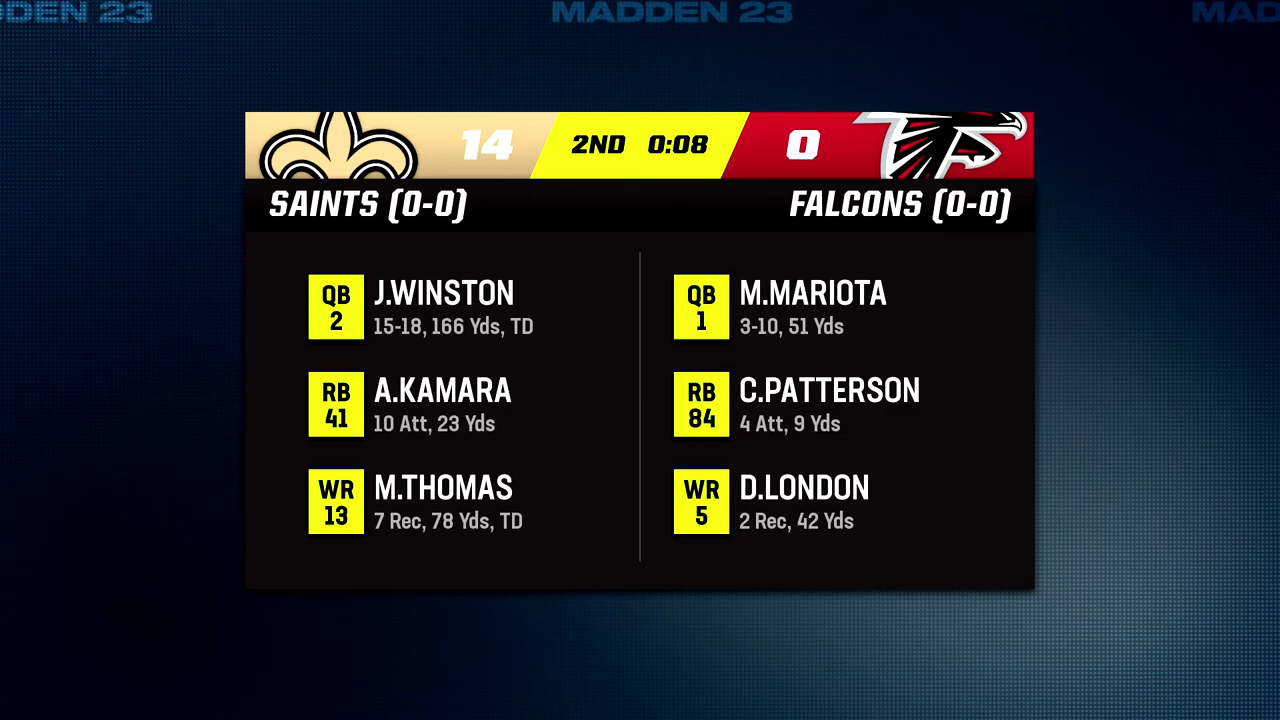 DDEN 23
MADDEN 23
MAD
14
2ND 0:08
0
SAINTS (0-0)
FALCONS (0-0)
QB
2
J.WINSTON
15-18, 166 Yds, TD
RB
41
A.KAMARA
10 Att, 23 Yds
WR
13
M.THOMAS
7 Rec, 78 Yds, TD
QB
1
M.MARIOTA
3-10, 51 Yds
RB
84
C.PATTERSON
4 Att, 9 Yds
WR
5
D.LONDON
2 Rec, 42 Yds